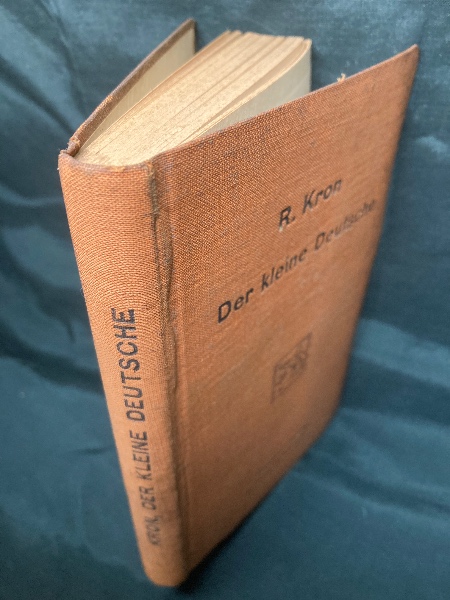 R. Kron
Der kleine Deutsche
KRON, DER KLEINE DEUTSCHE